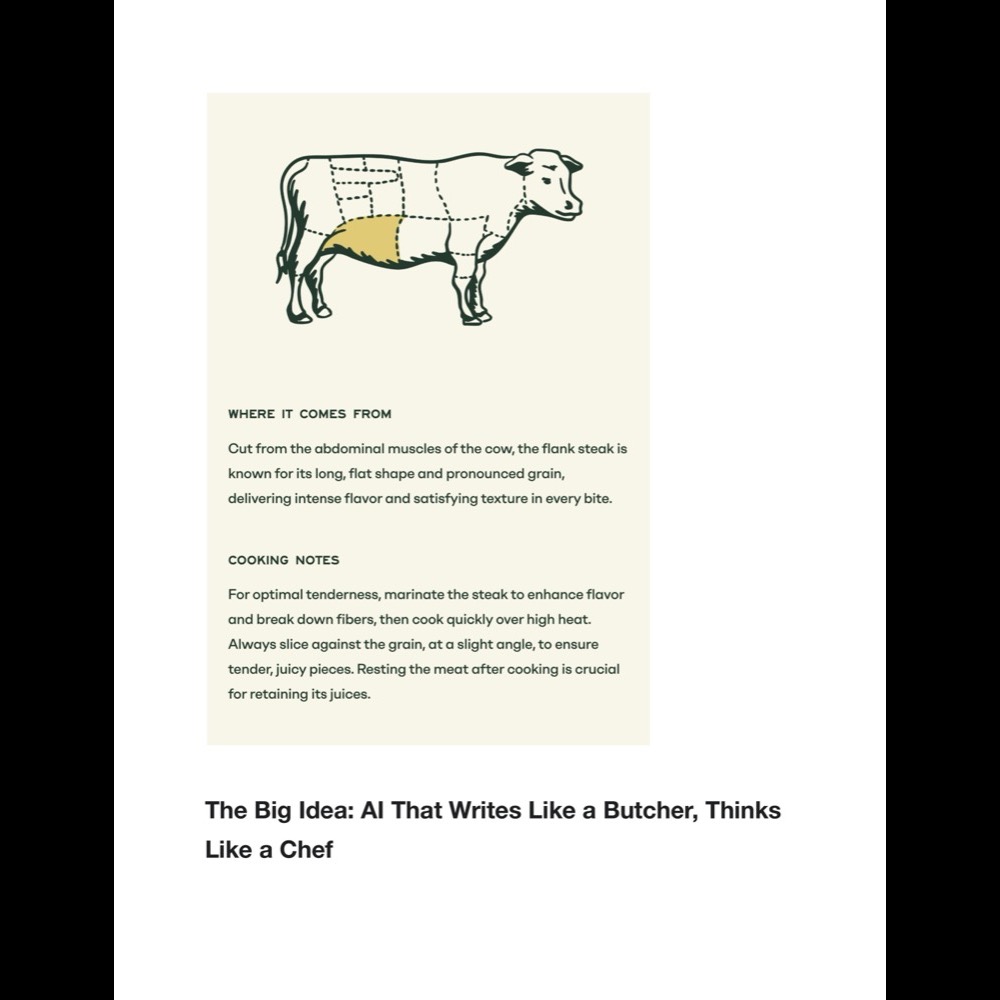 WHERE IT COMES FROM
Cut from the abdominal muscles of the cow, the flank steak is
known for its long, flat shape and pronounced grain,
delivering intense flavor and satisfying texture in every bite.
COOKING NOTES
For optimal tenderness, marinate the steak to enhance flavor
and break down fibers, then cook quickly over high heat.
Always slice against the grain, at a slight angle, to ensure
tender, juicy pieces. Resting the meat after cooking is crucial
for retaining its juices.
The Big Idea: AI That Writes Like a Butcher, Thinks
Like a Chef